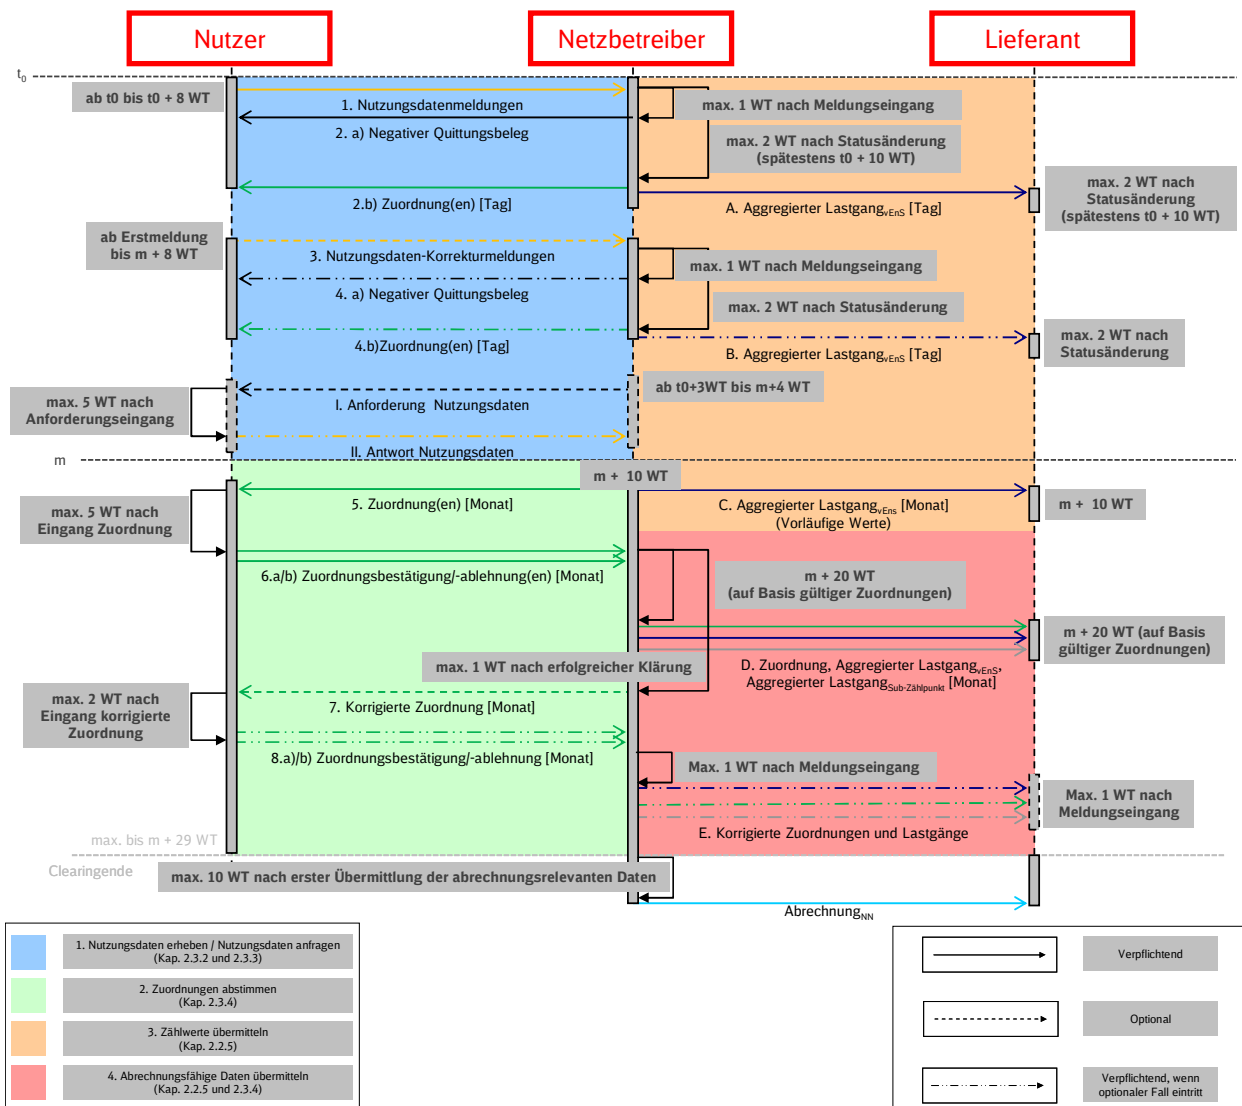 Nutzer
Netzbetreiber
Lieferant
t0
ab t0 bis t0 + 8 WT
1. Nutzungsdatenmeldungen
max. 1 WT nach Meldungseingang
2. a) Negativer Quittungsbeleg
max. 2 WT nach Statusänderung
(spätestens t0 + 10 WT)
max. 2 WT nach
Statusänderung
(spätestens t0 + 10 WT)
2.b) Zuordnung(en) [Tag]
A. Aggregierter LastgangvEnS [Tag]
ab Erstmeldung
bis m + 8 WT
3. Nutzungsdaten-Korrekturmeldungen
max. 1 WT nach Meldungseingang
4. a) Negativer Quittungsbeleg
max. 2 WT nach Statusänderung
4.b)Zuordnung(en) [Tag]
B. Aggregierter LastgangvEnS [Tag]
max. 2 WT nach
Statusänderung
max. 5 WT nach
Anforderungseingang
I. Anforderung Nutzungsdaten
ab t0+3WT bis m+4 WT
II. Antwort Nutzungsdaten
m
m + 10 WT
max. 5 WT nach
Eingang Zuordnung
5. Zuordnung(en) [Monat]
C. Aggregierter LastgangvEns [Monat]
(Vorläufige Werte)
m + 10 WT
6.a/b) Zuordnungsbestätigung/-ablehnung(en) [Monat]
m + 20 WT
(auf Basis gültiger Zuordnungen)
m + 20 WT (auf Basis
gültiger Zuordnungen)
max. 1 WT nach erfolgreicher Klärung
D. Zuordnung, Aggregierter LastgangvEnS,
Aggregierter LastgangSub-Zählpunkt [Monat]
max. 2 WT nach
Eingang korrigierte
Zuordnung
7. Korrigierte Zuordnung [Monat]
8.a)/b) Zuordnungsbestätigung/-ablehnung [Monat]
Max. 1 WT nach Meldungseingang
Max. 1 WT nach
Meldungseingang
E. Korrigierte Zuordnungen und Lastgänge
max. bis m + 29 WT
Clearingende
max. 10 WT nach erster Übermittlung der abrechnungsrelevanten Daten
AbrechnungNN
1. Nutzungsdaten erheben / Nutzungsdaten anfragen
(Kap. 2.3.2 und 2.3.3)
2. Zuordnungen abstimmen
(Kap. 2.3.4)
3. Zählwerte übermitteln
(Kap. 2.2.5)
4. Abrechnungsfähige Daten übermitteln
(Kap. 2.2.5 und 2.3.4)
Verpflichtend
Optional
Verpflichtend, wenn
optionaler Fall eintritt